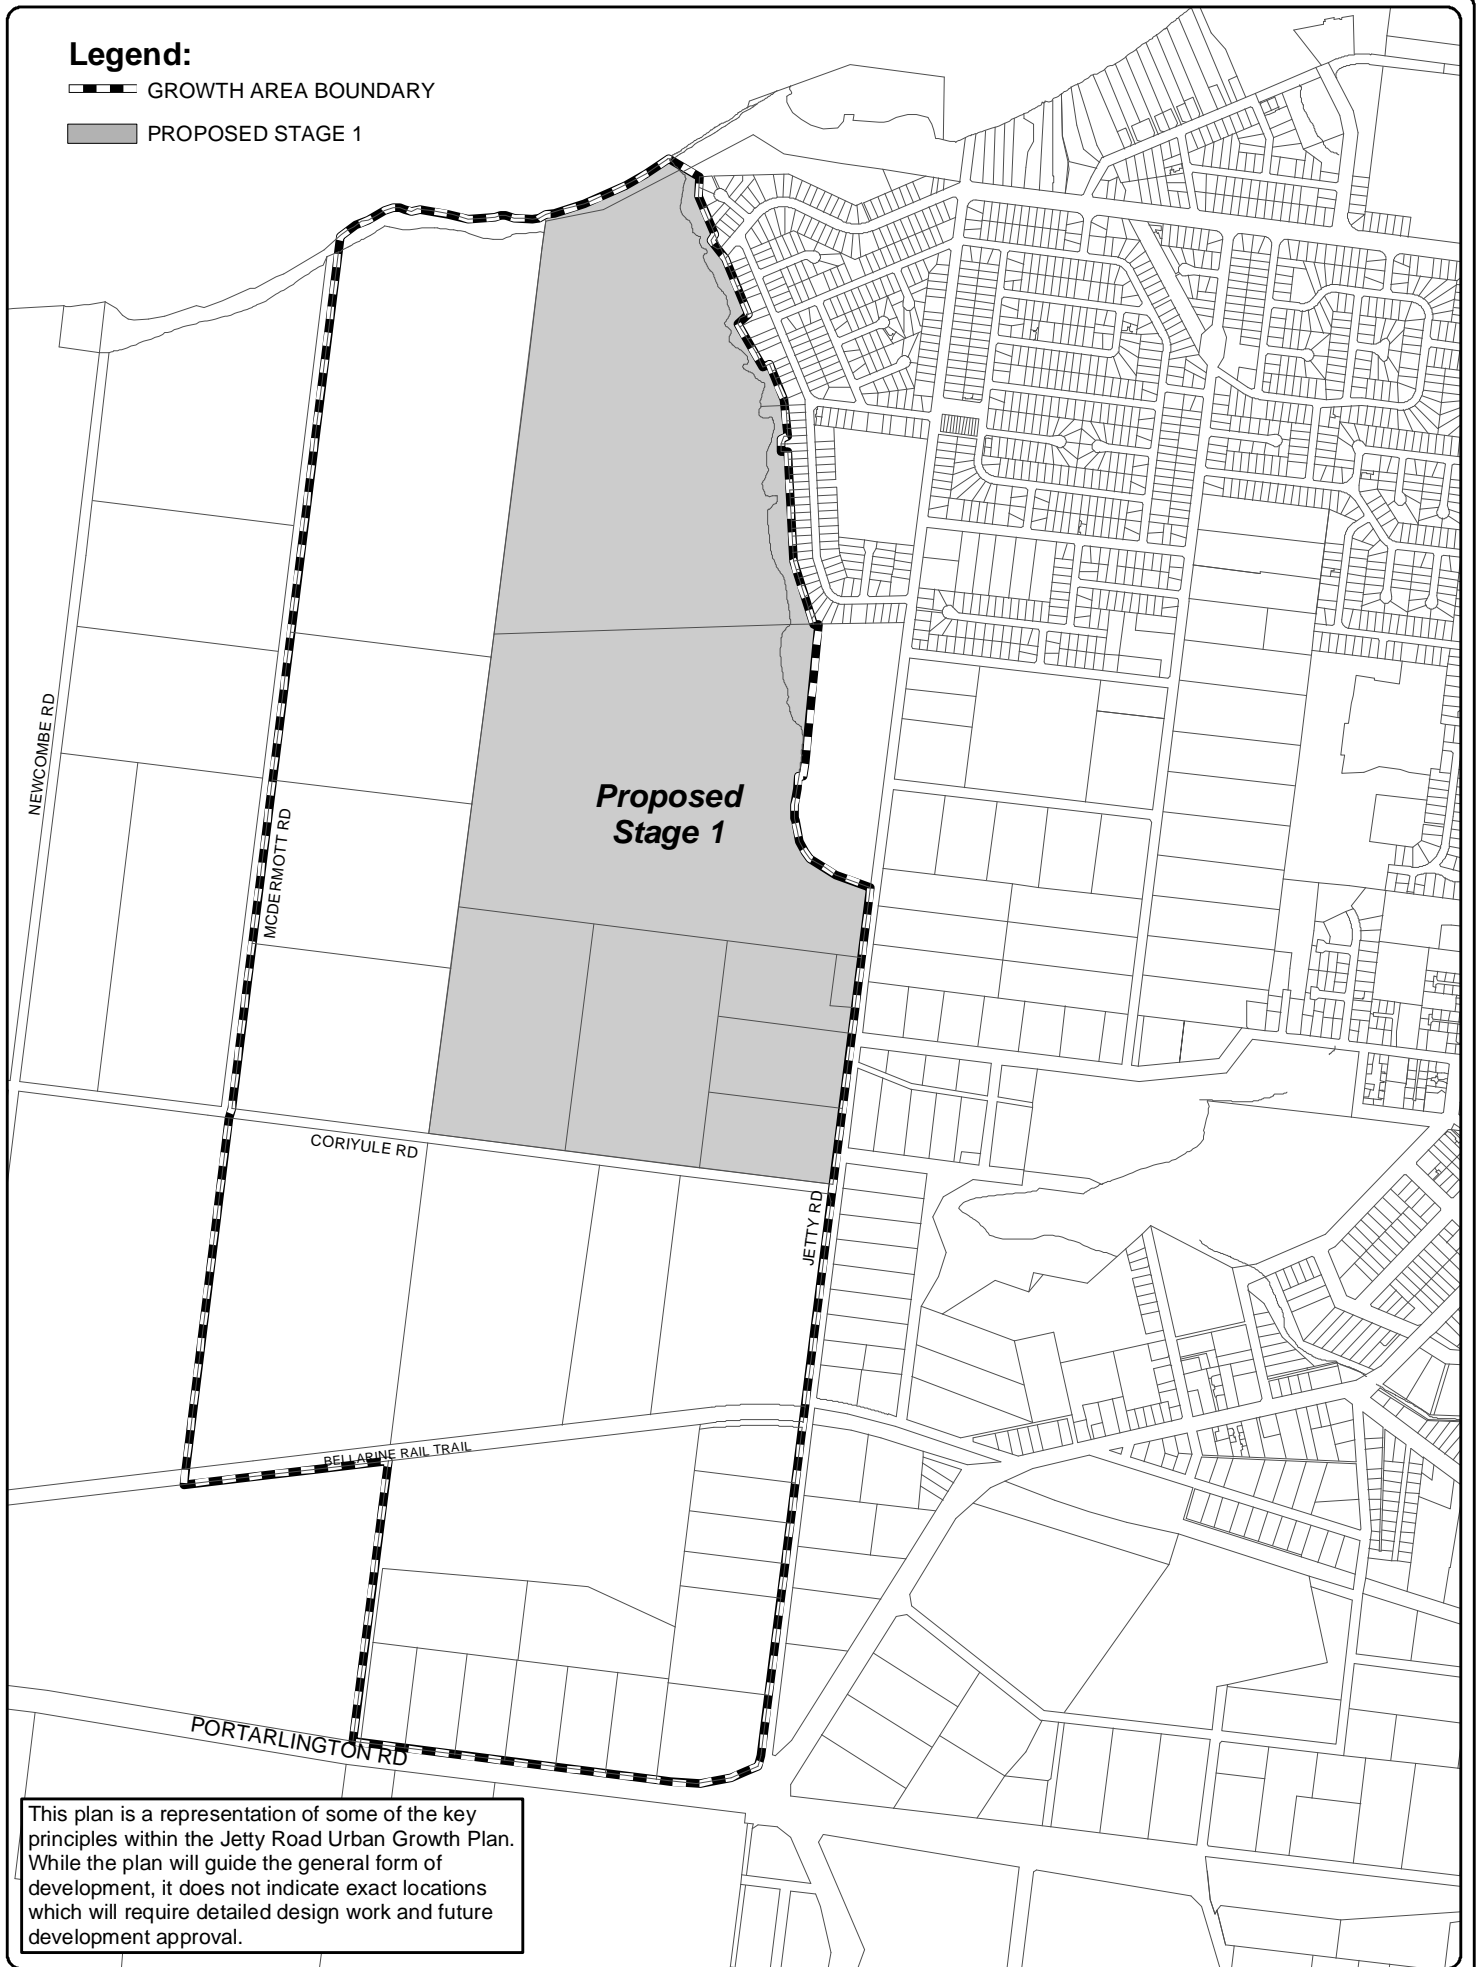 Legend:
GROWTH AREA BOUNDARY
PROPOSED STAGE 1
NEWCOMBE RD
MCDERMOTT RD
Proposed
Stage 1
CORIYULE RD
JETTY RD
BELLARINE RAIL TRAIL
PORTARLINGTON RD
This plan is a representation of some of the key
principles within the Jetty Road Urban Growth Plan.
While the plan will guide the general form of
development, it does not indicate exact locations
which will require detailed design work and future
development approval.